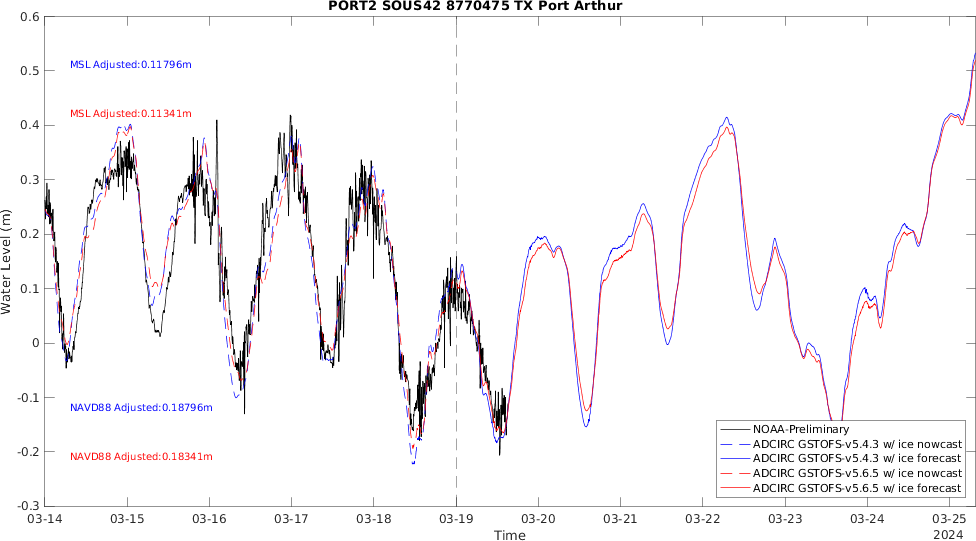 PORT2 SOUS42 8770475 TX Port Arthur
0.6
0.5
0.4
0.3
0.2
0.1
0
-0.1
-0.2
-0.3
Water Level (m)
MSL Adjusted:0.11796m
MSL Adjusted:0.11341m
NAVD88 Adjusted:0.18796m
NAVD88 Adjusted:0.18341m
NOAA-Preliminary
ADCIRC GSTOFS-v5.4.3 w/ ice nowcast
ADCIRC GSTOFS-v5.4.3 w/ ice forecast
ADCIRC GSTOFS-v5.6.5 w/ ice nowcast
ADCIRC GSTOFS-v5.6.5 w/ ice forecast
03-14 03-15 03-16 03-17 03-18 03-19 03-20 03-21 03-22 03-23 03-24 03-25
Time
2024